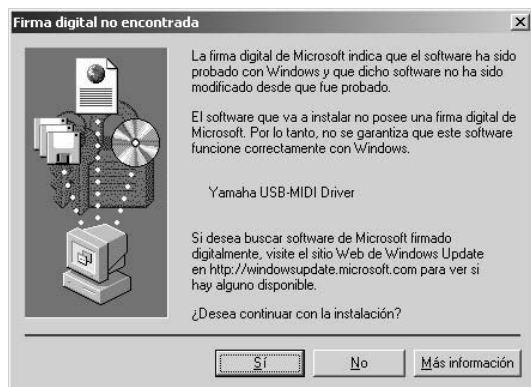 Firma digital no encontrada
La firma digital de Microsoft indica que el software ha sido
probado con Windows y que dicho software no ha sido
modificado desde que fue probado.
El software que va a instalar no posee una firma digital de
Microsoft. Por lo tanto, no se garantiza que este software
funcione correctamente con Windows.
Yamaha USB-MIDI Driver
Si desea buscar software de Microsoft firmado
digitalmente, visite el sitio Web de Windows Update
en http://windowsupdate.microsoft.com para ver si
hay alguno disponible.
¿Desea continuar con la instalación?
Sí No Más información